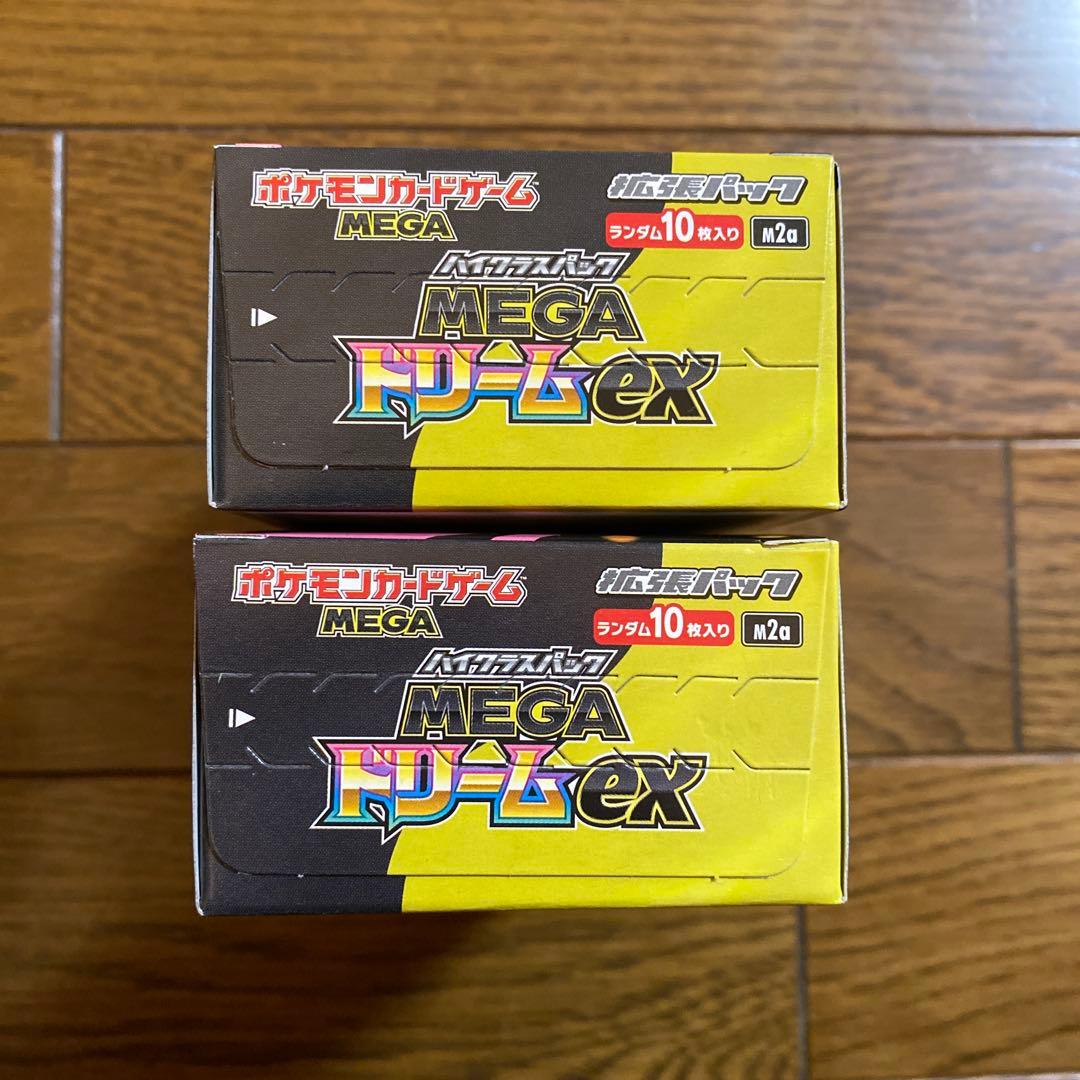 ポケモンカードゲーム
MEGA
拡張パック
ランダム10枚入り
M2a
ハイクラスパック
MEGA
ドリームex
ポケモンカードゲーム
MEGA
拡張パック
ランダム10枚入り
M2a
ハイクラスパック
MEGA
ドリームex